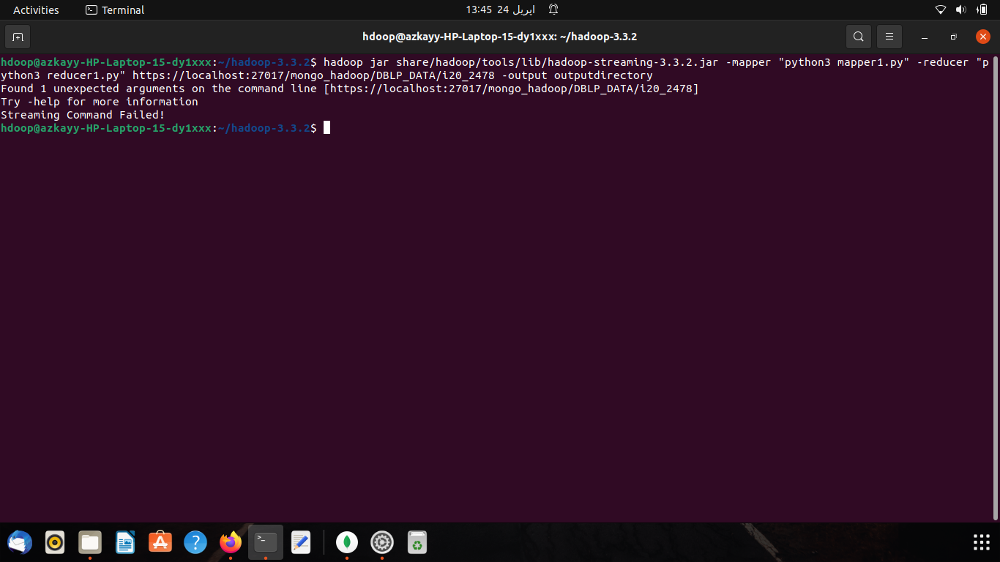 Activities
Terminal
13:45 24 اپریل
hdoop@azkayy-HP-Laptop-15-dy1xxx: ~/hadoop-3.3.2
hdoop@azkayy-HP-Laptop-15-dy1xxx:~/hadoop-3.3.2$ hadoop jar share/hadoop/tools/lib/hadoop-streaming-3.3.2.jar -mapper "python3 mapper1.py" -reducer "p
ython3 reducer1.py" https://localhost:27017/mongo_hadoop/DBLP_DATA/i20_2478 -output outputdirectory
Found 1 unexpected arguments on the command line [https://localhost:27017/mongo_hadoop/DBLP_DATA/i20_2478]
Try -help for more information
Streaming Command Failed!
hdoop@azkayy-HP-Laptop-15-dy1xxx:~/hadoop-3.3.2$